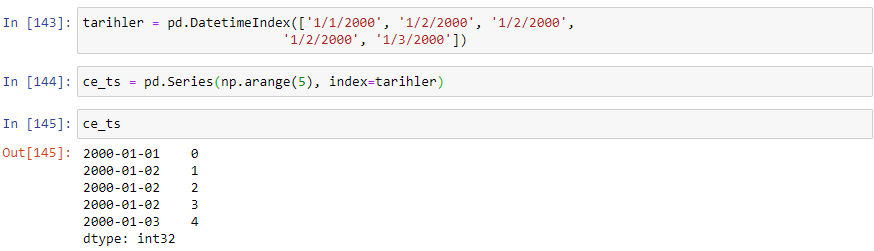 In [143]: tarihler = pd.DatetimeIndex(['1/1/2000', '1/2/2000', '1/2/2000',
'1/2/2000', '1/3/2000'])
In [144]: ce_ts = pd.Series(np.arange(5), index=tarihler)
In [145]: ce_ts
Out[145]: 2000-01-01    0
2000-01-02    1
2000-01-02    2
2000-01-02    3
2000-01-03    4
dtype: int32